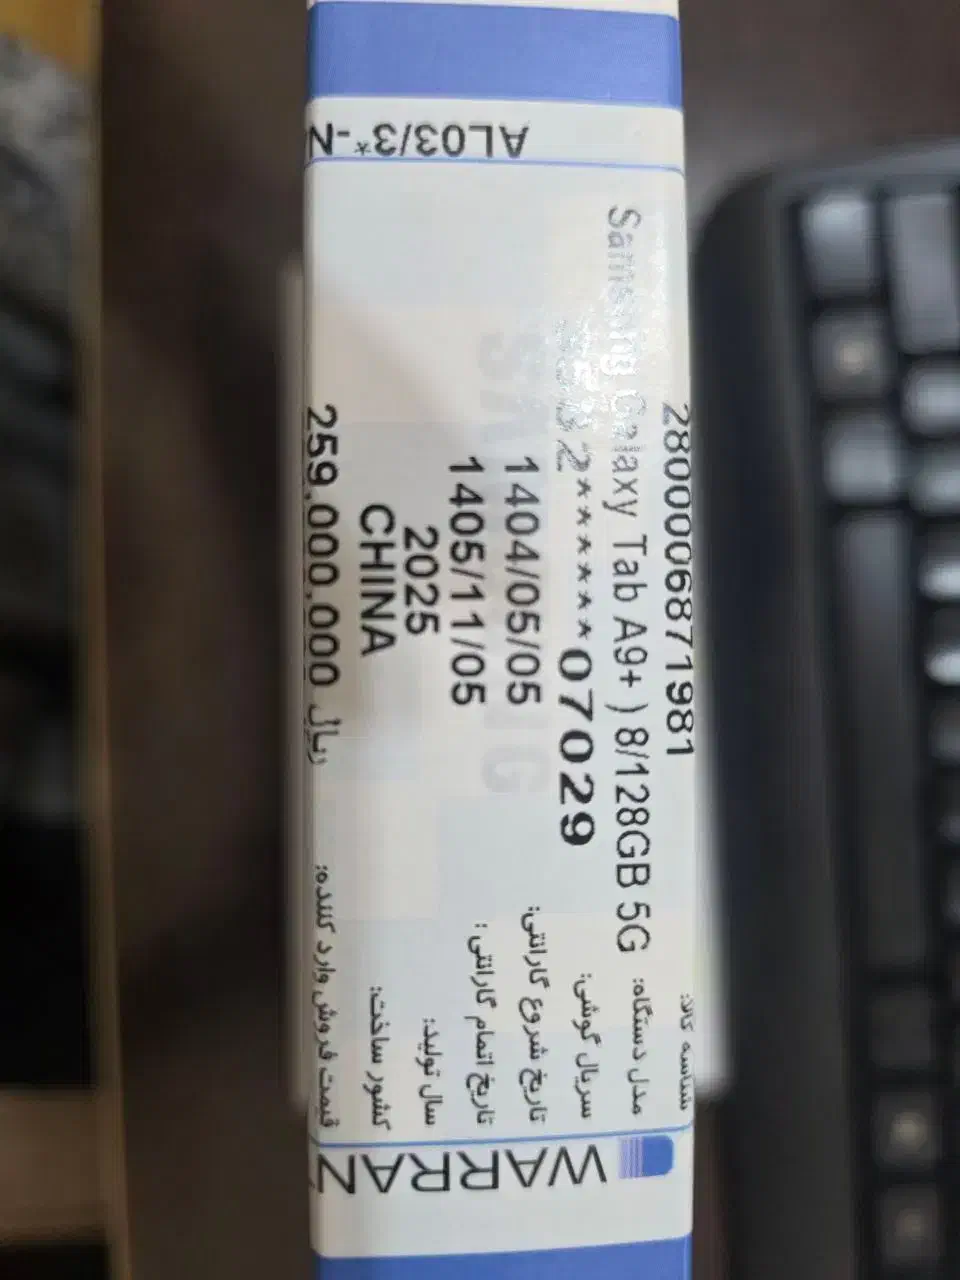 شناسه کالا: 2800006871981
مدل دستگاه: Samsung Galaxy Tab A9+ ) 8/128GB 5G
سریال گوشی: 2******07029
تاریخ شروع گارانتی: 1404/05/05
تاریخ اتمام گارانتی : 1405/11/05
سال تولید: 2025
کشور ساخت: CHINA
قیمت فروش وارد کننده: 259,000,000 ریال
WARRAN
AL03/3*-N
SAMSUNG